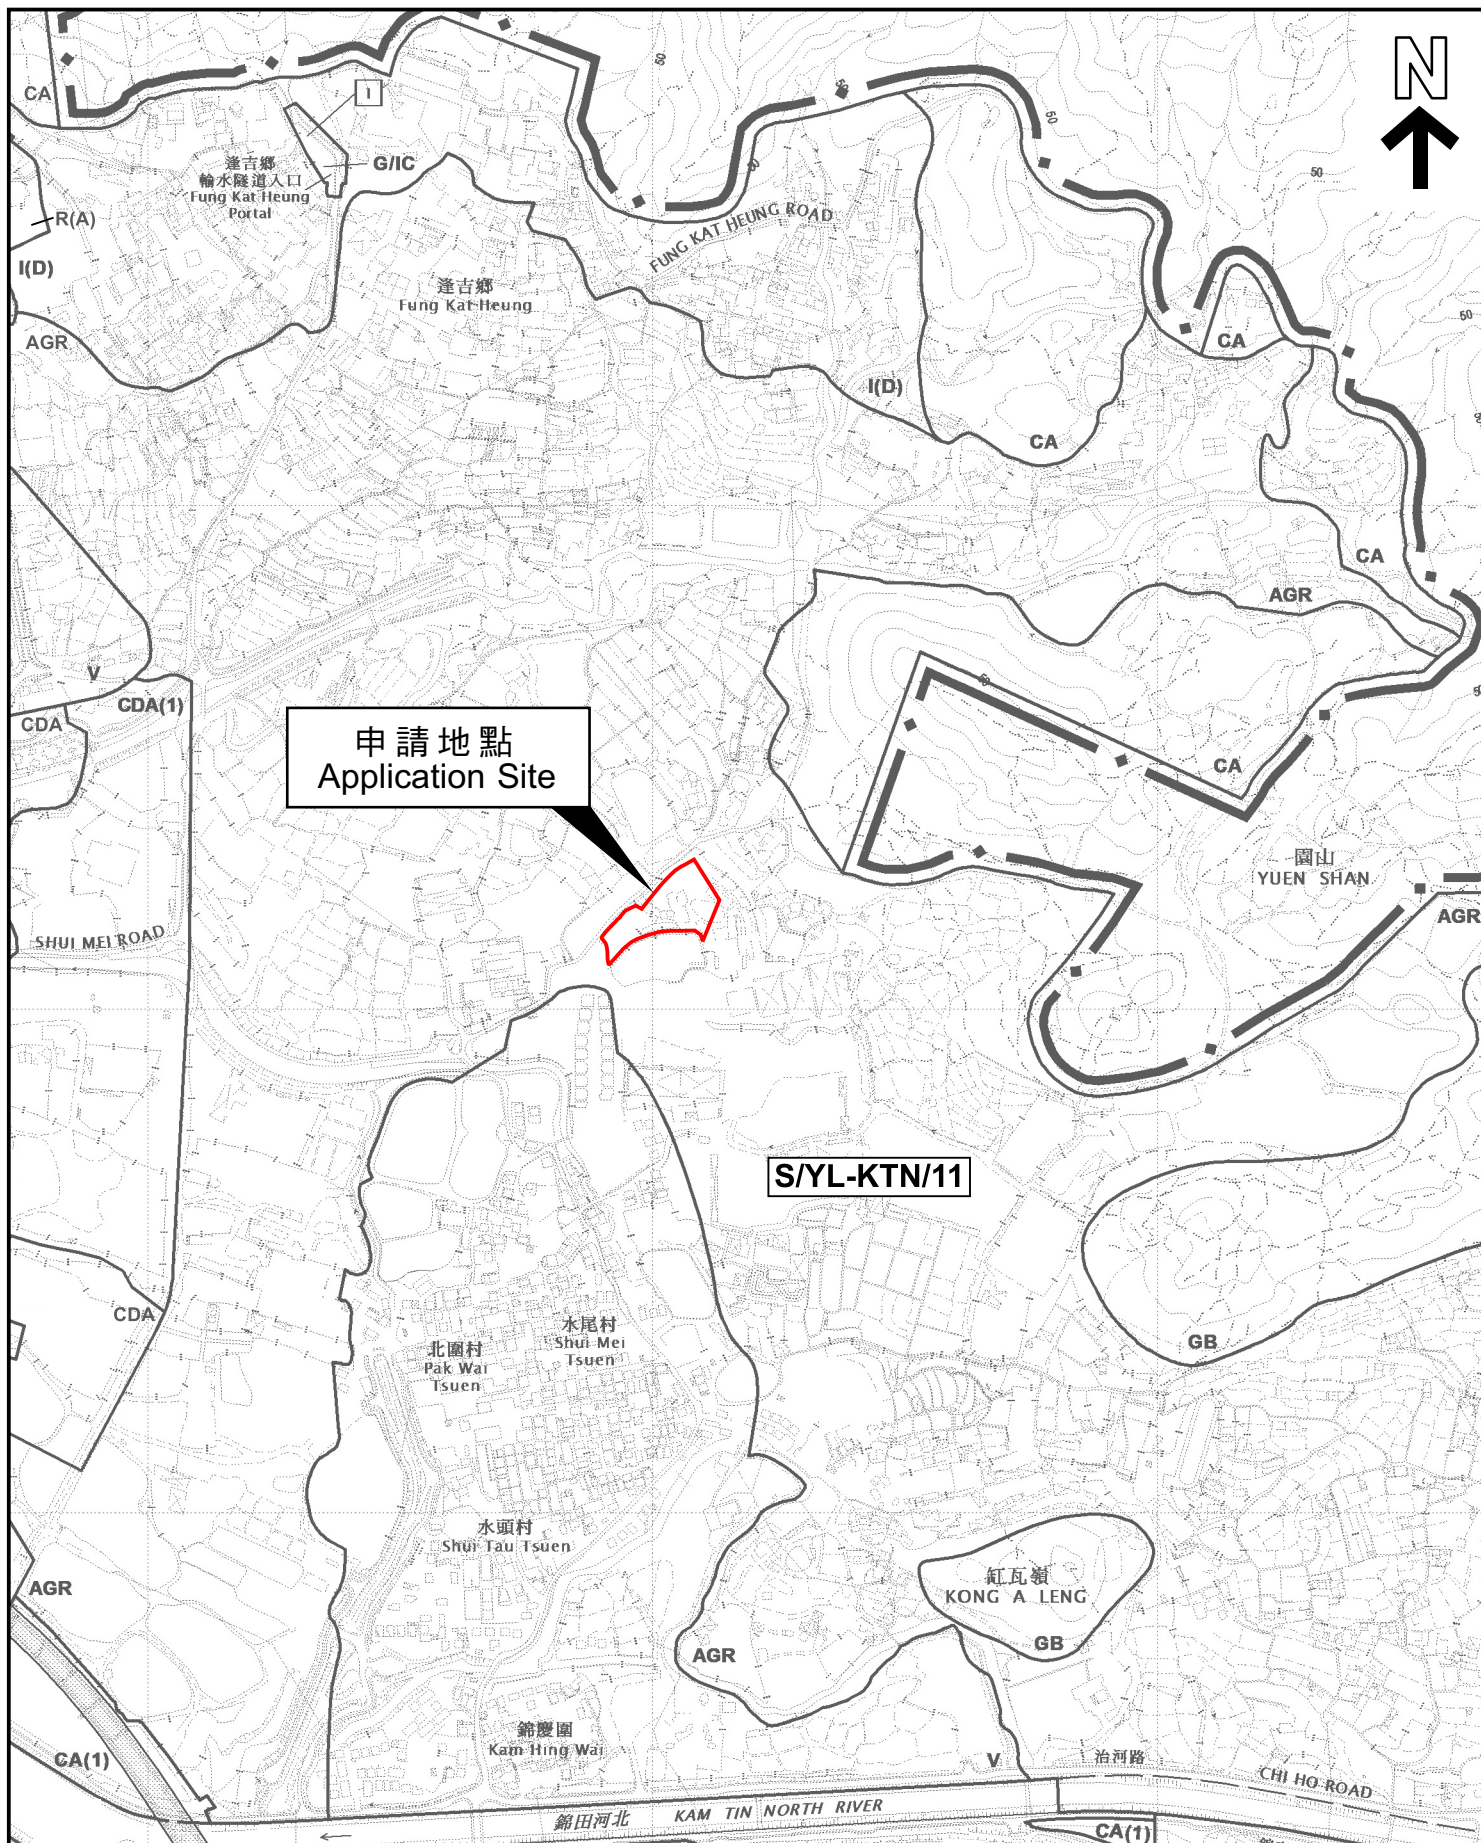 N
50
50
50
50
50
50
CA
1
逢吉鄉
輸水隧道入口
Fung Kat Heung
Portal
G/IC
R(A)
I(D)
FUNG KAT HEUNG ROAD
逢吉鄉
Fung Kat Heung
AGR
CA
I(D)
CA
CA
AGR
V
CDA(1)
CDA
申請地點
Application Site
CA
園山
YUEN SHAN
AGR
SHUI MEI ROAD
S/YL-KTN/11
CDA
水尾村
Shui Mei
Tsuen
北圍村
Pak Wai
Tsuen
GB
水頭村
Shui Tau Tsuen
AGR
缸瓦嶺
KONG A LENG
GB
AGR
錦慶圍
Kam Hing Wai
CA(1)
V
治河路
CHI HO ROAD
錦田河北
KAM TIN NORTH RIVER
CA(1)